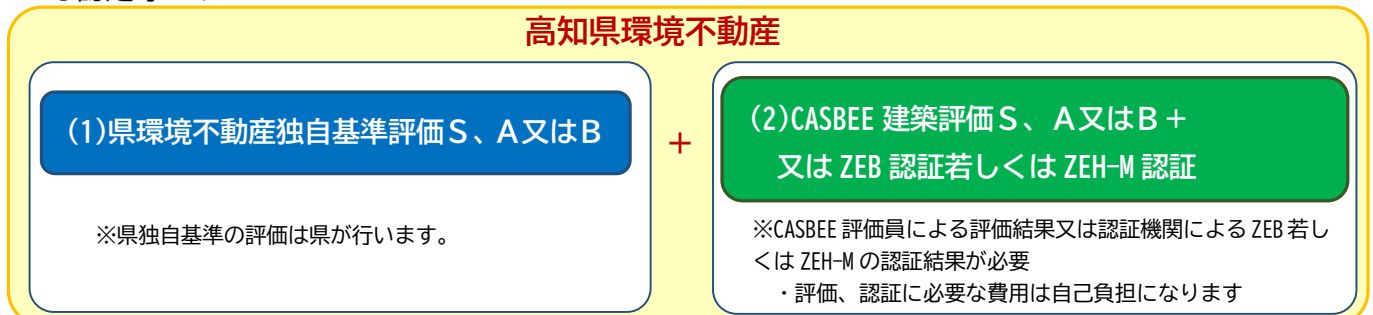 高知県環境不動産
(1)県環境不動産独自基準評価S、A又はB
※県独自基準の評価は県が行います。
+
(2)CASBEE 建築評価S、A又はB+
又は ZEB 認証若しくは ZEH-M 認証
※CASBEE 評価員による評価結果又は認証機関による ZEB 若し
くは ZEH-M の認証結果が必要
・評価、認証に必要な費用は自己負担になります